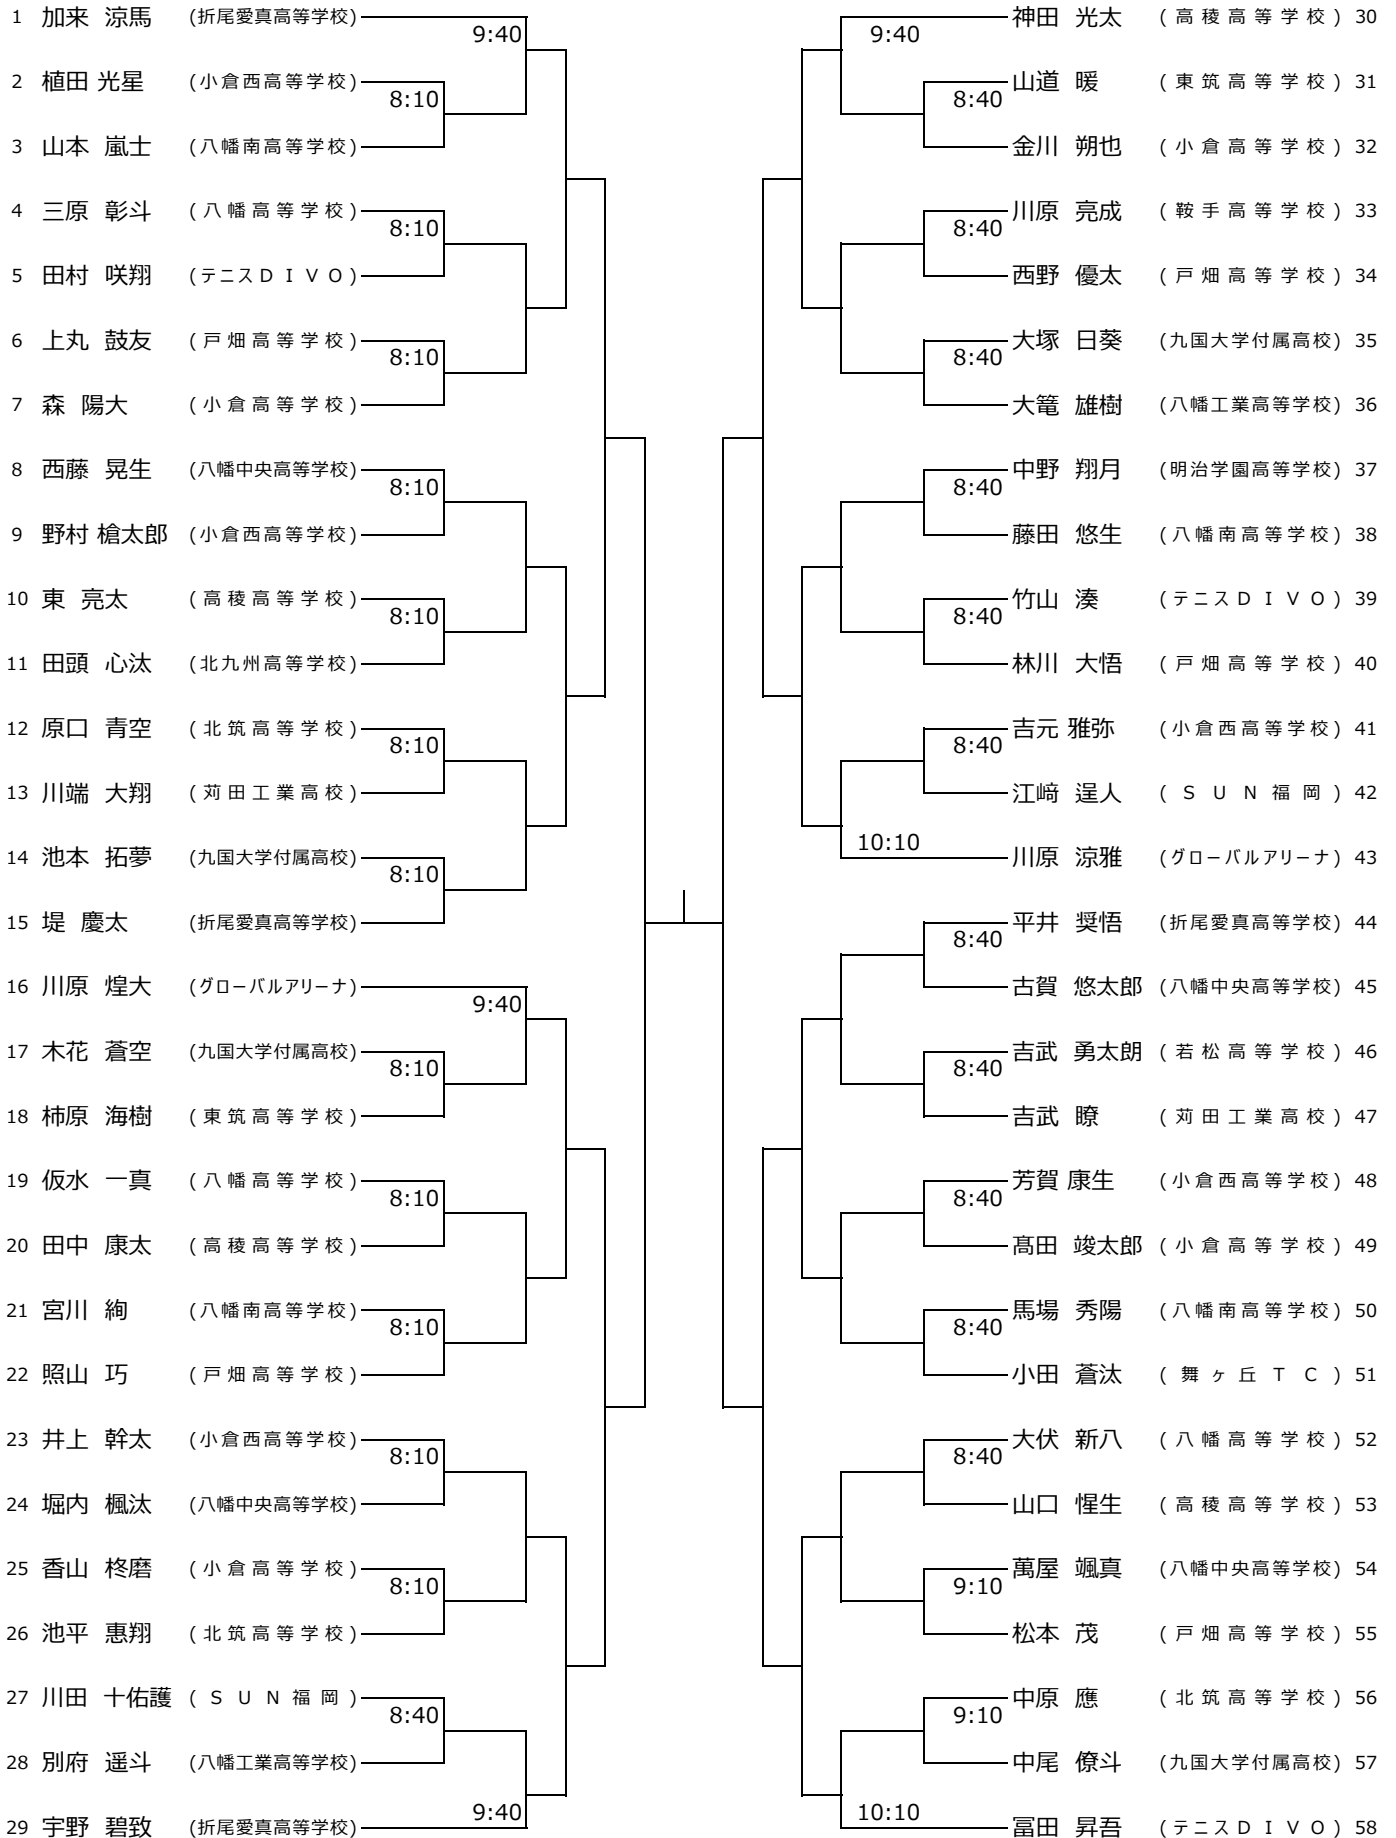 1 加来 涼馬 (折尾愛真高等学校)
9:40
2 植田 光星 (小倉西高等学校)
8:10
3 山本 嵐士 (八幡南高等学校)
4 三原 彰斗 (八幡高等学校)
8:10
5 田村 咲翔 (テニスDIVO)
6 上丸 鼓友 (戸畑高等学校)
8:10
7 森 陽大 (小倉高等学校)
8 西藤 晃生 (八幡中央高等学校)
8:10
9 野村 槍太郎 (小倉西高等学校)
10 東 亮太 (高稜高等学校)
8:10
11 田頭 心汰 (北九州高等学校)
12 原口 青空 (北筑高等学校)
8:10
13 川端 大翔 (苅田工業高校)
14 池本 拓夢 (九国大学付属高校)
8:10
15 堤 慶太 (折尾愛真高等学校)
16 川原 煌大 (グローバルアリーナ)
9:40
17 木花 蒼空 (九国大学付属高校)
8:10
18 柿原 海樹 (東筑高等学校)
19 仮水 一真 (八幡高等学校)
8:10
20 田中 康太 (高稜高等学校)
21 宮川 絢 (八幡南高等学校)
8:10
22 照山 巧 (戸畑高等学校)
23 井上 幹太 (小倉西高等学校)
8:10
24 堀内 楓汰 (八幡中央高等学校)
25 香山 柊磨 (小倉高等学校)
8:10
26 池平 惠翔 (北筑高等学校)
27 川田 十佑護 (SUN福岡)
8:40
28 別府 遥斗 (八幡工業高等学校)
9:40
29 宇野 碧致 (折尾愛真高等学校)
神田 光太 (高稜高等学校) 30
9:40
山道 暖 (東筑高等学校) 31
8:40
金川 朔也 (小倉高等学校) 32
川原 亮成 (鞍手高等学校) 33
8:40
西野 優太 (戸畑高等学校) 34
大塚 日葵 (九国大学付属高校) 35
8:40
大篭 雄樹 (八幡工業高等学校) 36
中野 翔月 (明治学園高等学校) 37
8:40
藤田 悠生 (八幡南高等学校) 38
竹山 湊 (テニスDIVO) 39
8:40
林川 大悟 (戸畑高等学校) 40
吉元 雅弥 (小倉西高等学校) 41
8:40
江﨑 逞人 (SUN福岡) 42
10:10
川原 涼雅 (グローバルアリーナ) 43
平井 奨悟 (折尾愛真高等学校) 44
8:40
古賀 悠太郎 (八幡中央高等学校) 45
吉武 勇太朗 (若松高等学校) 46
8:40
吉武 瞭 (苅田工業高校) 47
芳賀 康生 (小倉西高等学校) 48
8:40
髙田 竣太郎 (小倉高等学校) 49
馬場 秀陽 (八幡南高等学校) 50
8:40
小田 蒼汰 (舞ヶ丘TC) 51
大伏 新八 (八幡高等学校) 52
8:40
山口 惺生 (高稜高等学校) 53
萬屋 颯真 (八幡中央高等学校) 54
9:10
松本 茂 (戸畑高等学校) 55
中原 應 (北筑高等学校) 56
9:10
中尾 僚斗 (九国大学付属高校) 57
10:10
冨田 昇吾 (テニスDIVO) 58